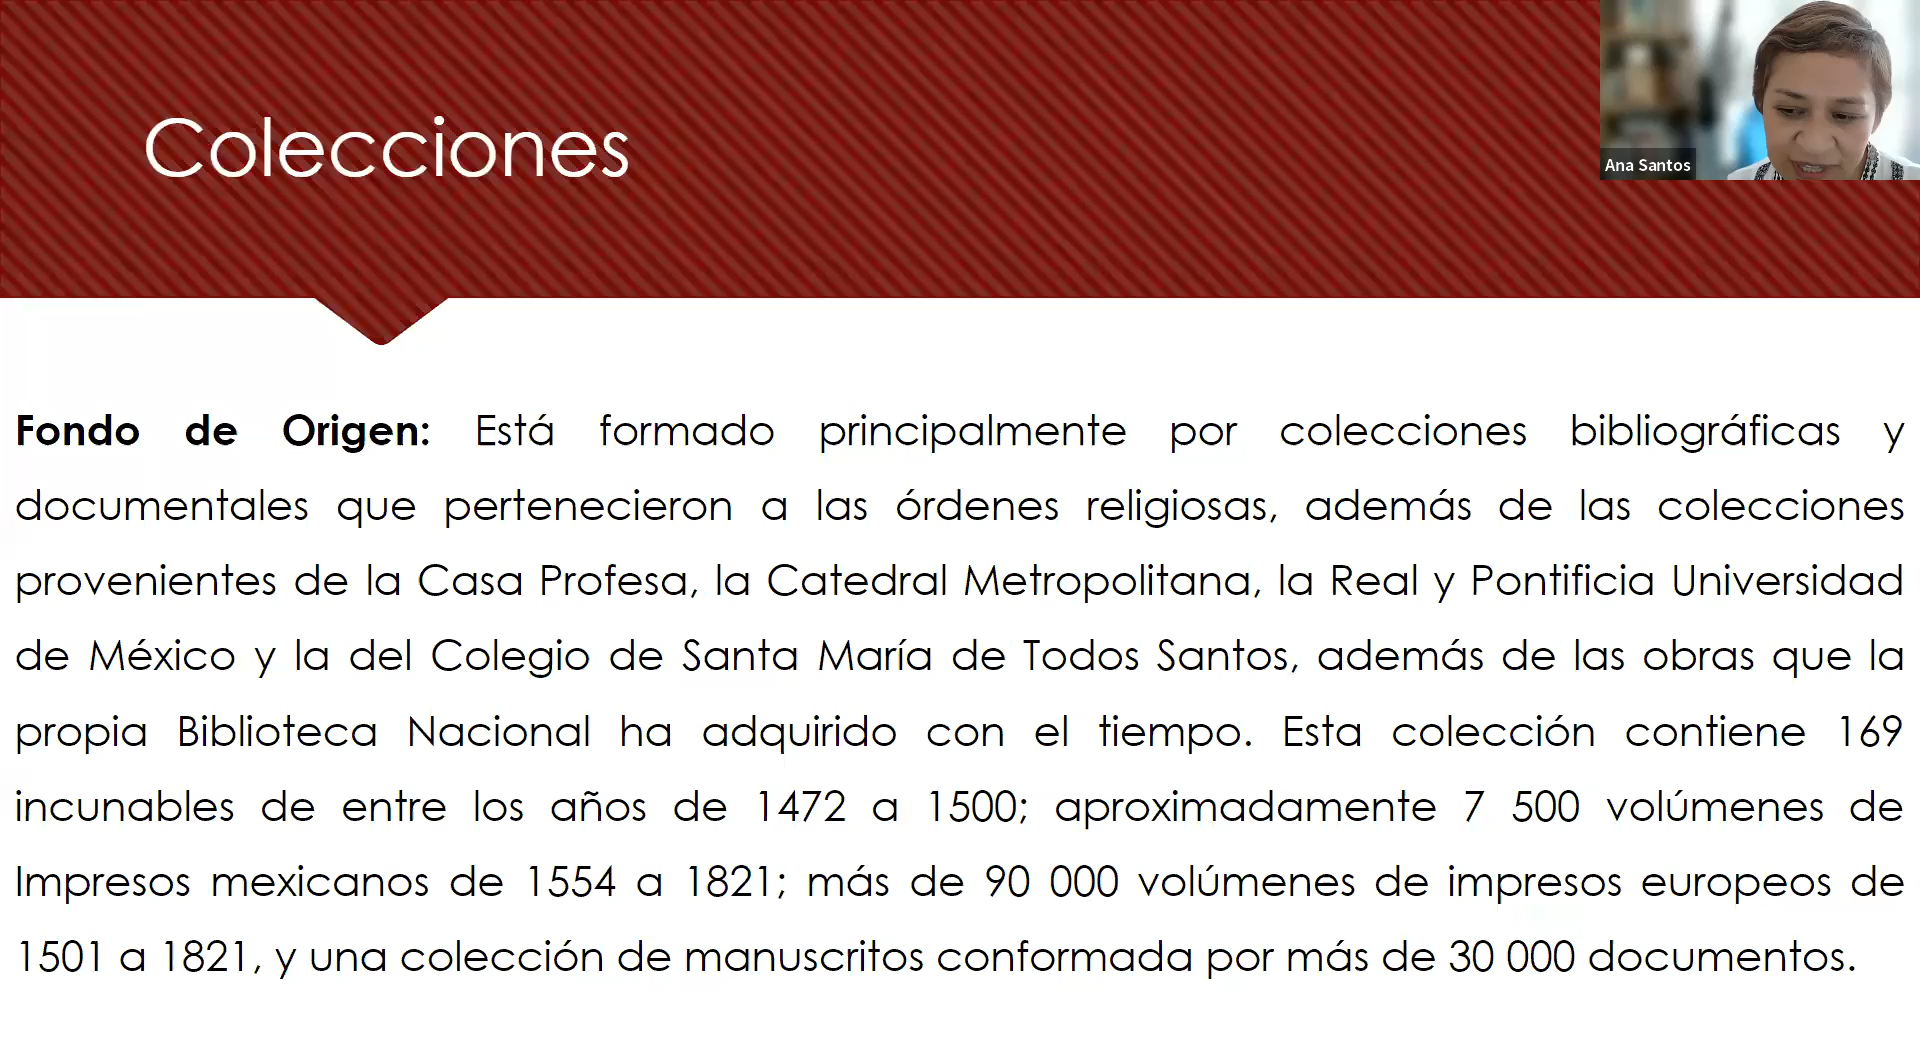 Colecciones
Ana Santos
Fondo de Origen: Está formado principalmente por colecciones bibliográficas y
documentales que pertenecieron a las órdenes religiosas, además de las colecciones
provenientes de la Casa Profesa, la Catedral Metropolitana, la Real y Pontificia Universidad
de México y la del Colegio de Santa María de Todos Santos, además de las obras que la
propia Biblioteca Nacional ha adquirido con el tiempo. Esta colección contiene 169
incunables de entre los años de 1472 a 1500; aproximadamente 7 500 volúmenes de
Impresos mexicanos de 1554 a 1821; más de 90 000 volúmenes de impresos europeos de
1501 a 1821, y una colección de manuscritos conformada por más de 30 000 documentos.